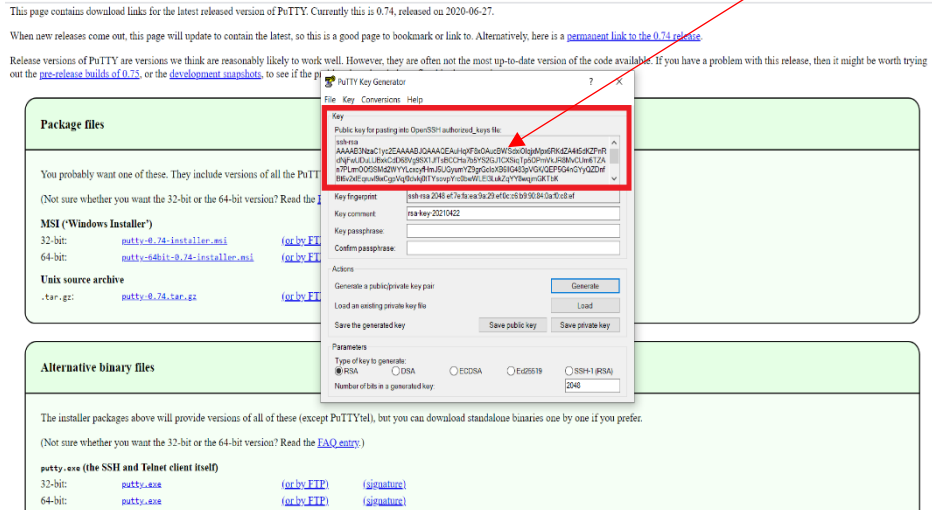 This page contains download links for the latest released version of PuTTY. Currently this is 0.74, released on 2020-06-27.
When new releases come out, this page will update to contain the latest, so this is a good page to bookmark or link to. Alternatively, here is a permanent link to the 0.74 release.
Release versions of PuTTY are versions we think are reasonably likely to work well. However, they are often not the most up-to-date version of the code available. If you have a problem with this release, then it might be worth trying
out the pre-release builds of 0.75, or the development snapshots, to see if the
Package files
You probably want one of these. They include versions of all the PuTT
(Not sure whether you want the 32-bit or the 64-bit version? Read the
MSI (‘Windows Installer’)
32-bit: putty-0.74-installer.msi (or by FT
64-bit: putty-64bit-0.74-installer.msi (or by FT
Unix source archive
.tar.gz: putty-0.74.tar.gz (or by FT
PuTTY Key Generator ? X
File Key Conversions Help
Key
Public key for pasting into OpenSSH authorized_keys file:
ssh-rsa
Key fingerprint:
Key comment: rsa-key-20210422
Key passphrase:
Confirm passphrase:
Actions
Generate a public/private key pair Generate
Load an existing private key file Load
Save the generated key Save public key Save private key
Parameters
Type of key to generate:
RSA DSA ECDSA Ed25519 SSH-1 (RSA)
Number of bits in a generated key: 2048
Alternative binary files
The installer packages above will provide versions of all of these (except PuTTYtel), but you can download standalone binaries one by one if you prefer.
(Not sure whether you want the 32-bit or the 64-bit version? Read the FAQ entry.)
putty.exe (the SSH and Telnet client itself)
32-bit: putty.exe (or by FTP) (signature)
64-bit: putty.exe (or by FTP) (signature)